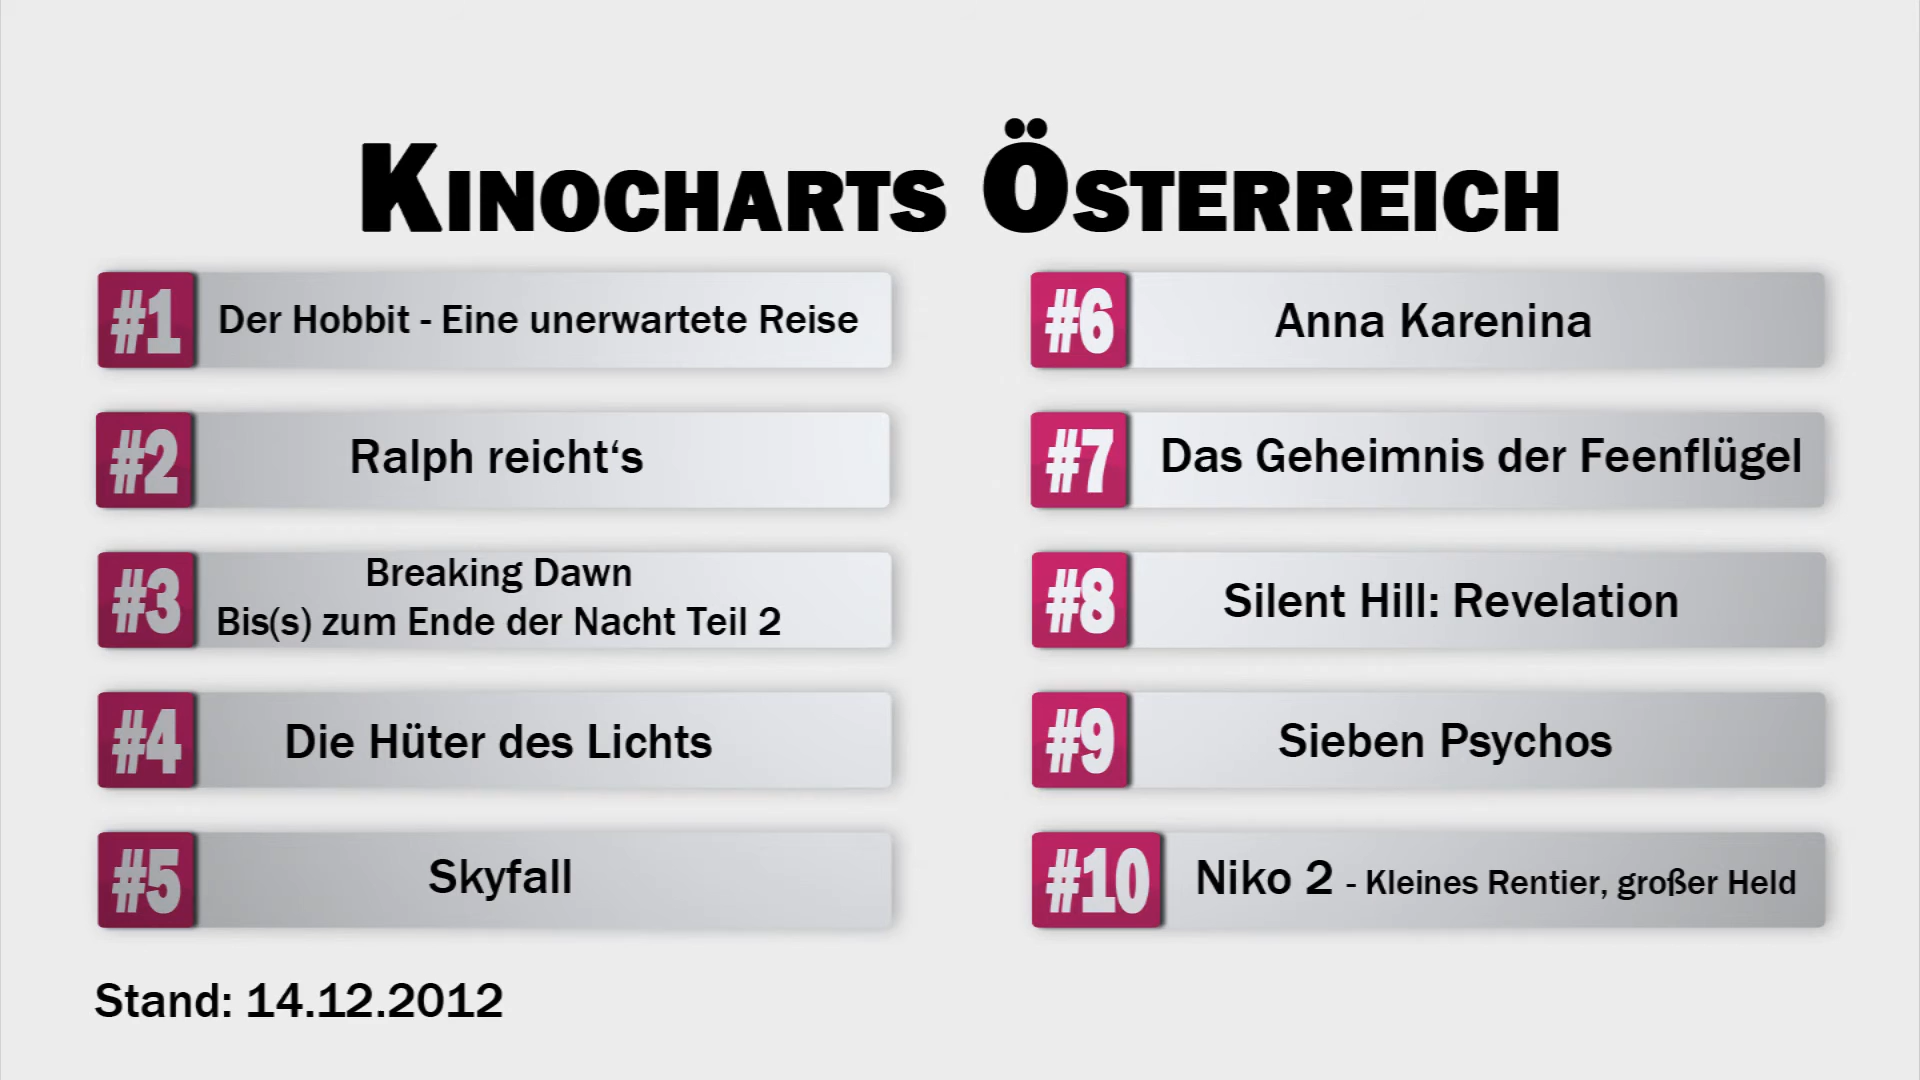 Kinocharts Österreich
#1 Der Hobbit - Eine unerwartete Reise
#2 Ralph reicht‘s
#3 Breaking Dawn
Bis(s) zum Ende der Nacht Teil 2
#4 Die Hüter des Lichts
#5 Skyfall
#6 Anna Karenina
#7 Das Geheimnis der Feenflügel
#8 Silent Hill: Revelation
#9 Sieben Psychos
#10 Niko 2 - Kleines Rentier, großer Held
Stand: 14.12.2012